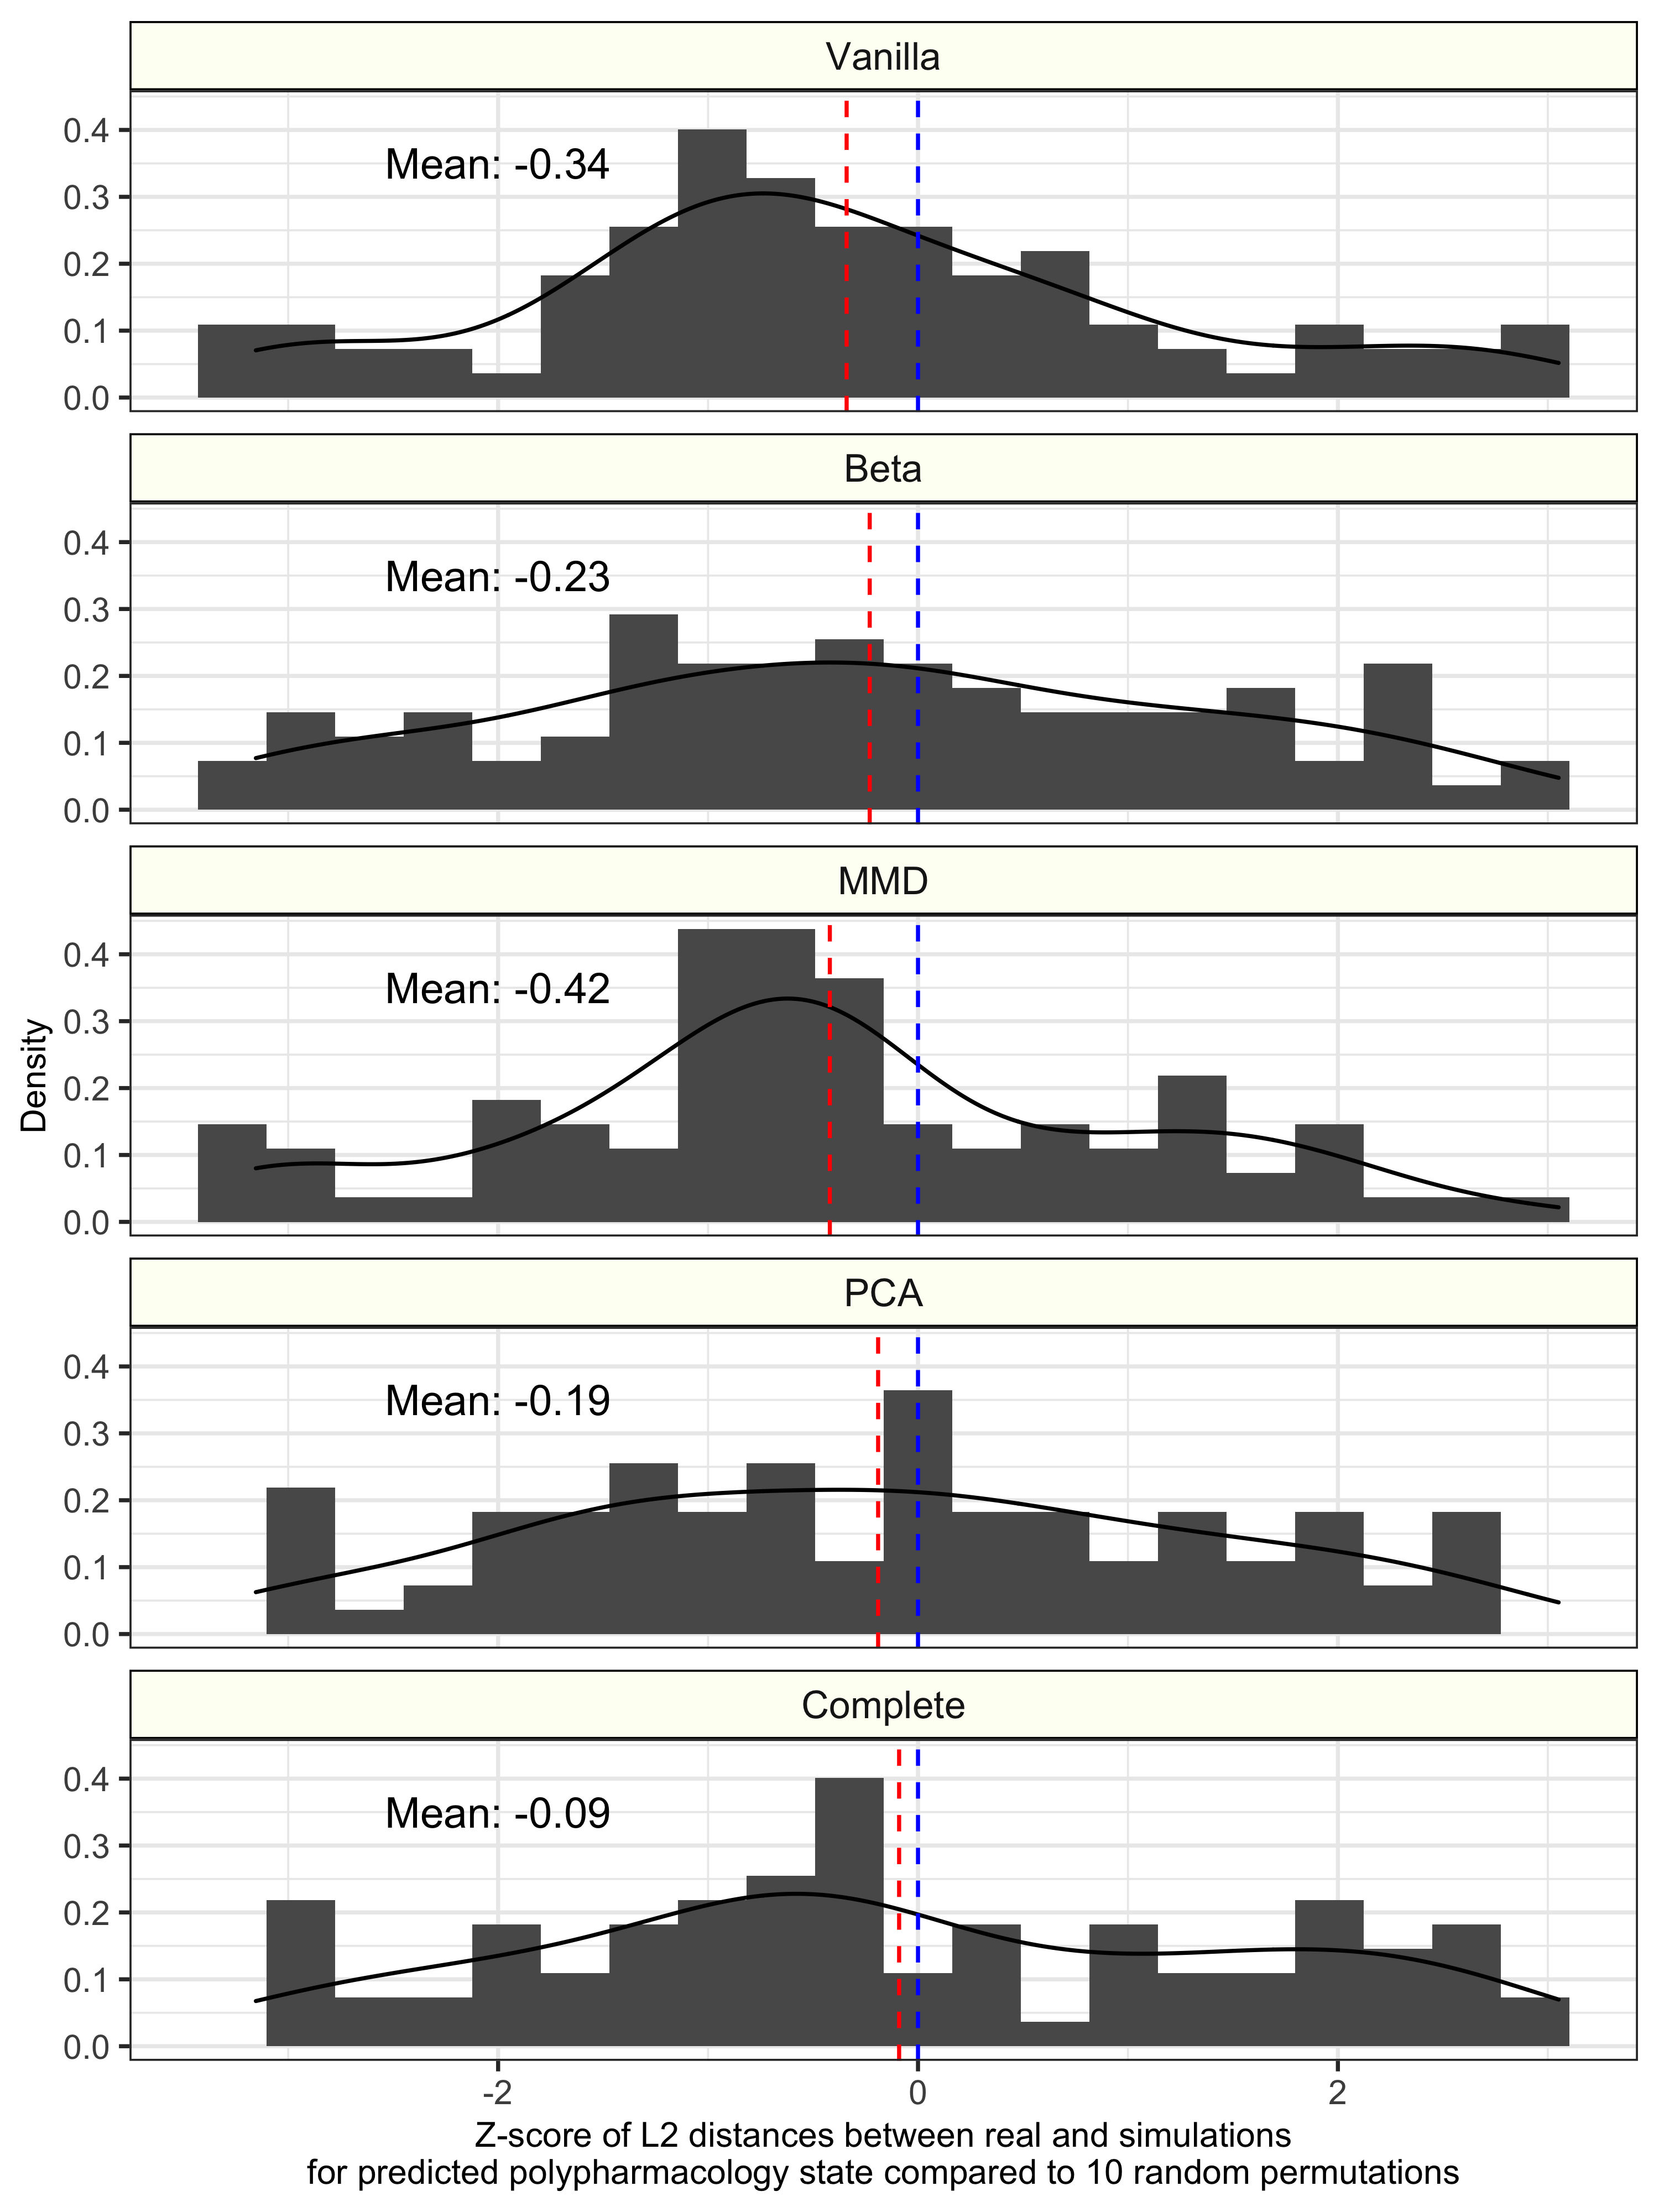 Vanilla
0.4
Mean: -0.34
0.3
0.2
0.1
0.0
Beta
0.4
Mean: -0.23
0.3
0.2
0.1
0.0
MMD
0.4
Mean: -0.42
0.3
0.2
0.1
0.0
Density
PCA
0.4
Mean: -0.19
0.3
0.2
0.1
0.0
Complete
0.4
Mean: -0.09
0.3
0.2
0.1
0.0
-2 0 2
Z-score of L2 distances between real and simulations
for predicted polypharmacology state compared to 10 random permutations